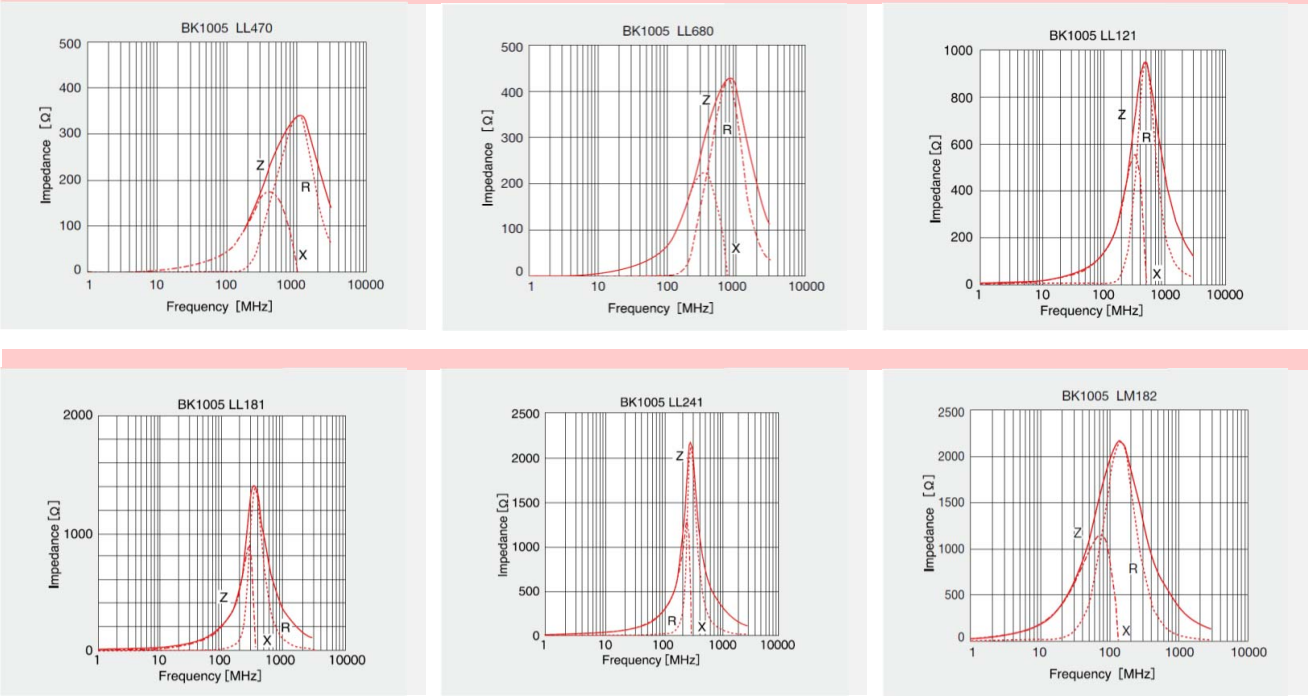 BK1005 LL470
500
400
300
200
100
0
Impedance [Ω]
Z
R
X
1 10 100 1000 10000
Frequency [MHz]
BK1005 LL680
500
400
300
200
100
0
Impedance [Ω]
Z
R
X
1 10 100 1000 10000
Frequency [MHz]
BK1005 LL121
1000
800
600
400
200
0
Impedance [Ω]
Z
R
X
1 10 100 1000 10000
Frequency [MHz]
BK1005 LL181
2000
1000
0
Impedance [Ω]
Z
X
R
1 10 100 1000 10000
Frequency [MHz]
BK1005 LL241
2500
2000
1500
1000
500
0
Impedance [Ω]
Z
R
X
1 10 100 1000 10000
Frequency [MHz]
BK1005 LM182
2500
2000
1500
1000
500
0
Impedance [Ω]
Z
R
X
1 10 100 1000 10000
Frequency [MHz]